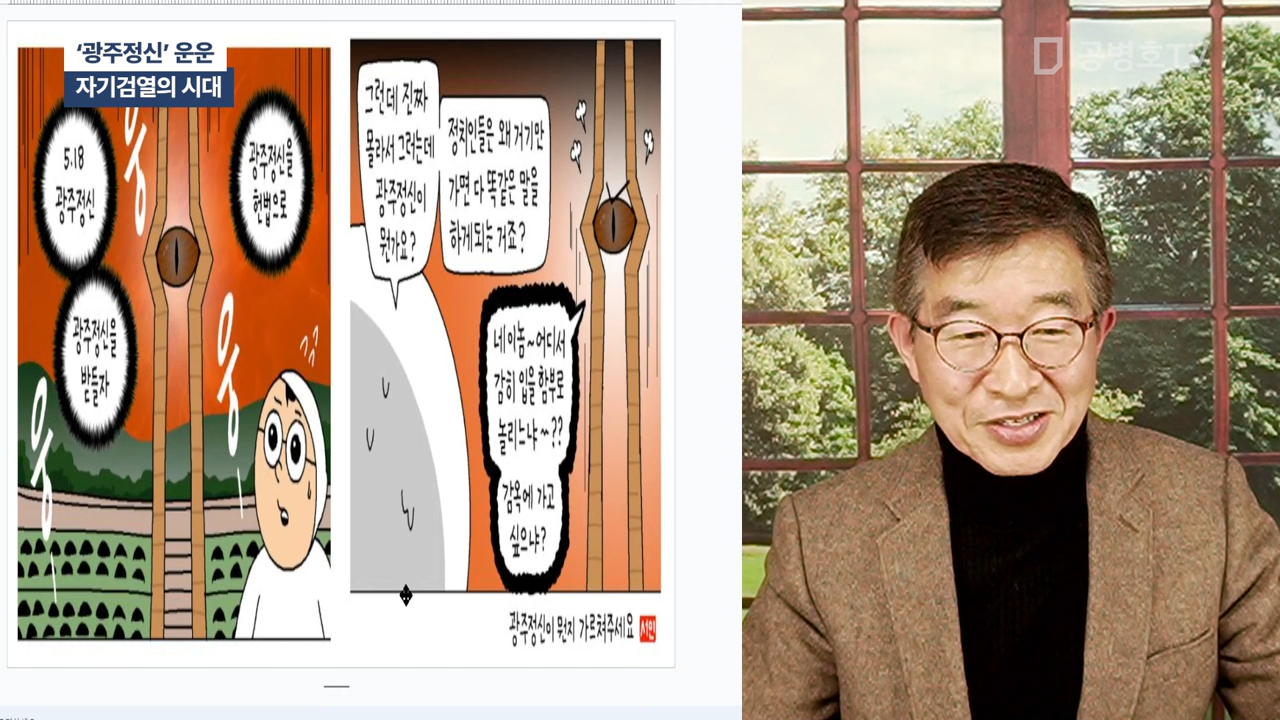 ‘광주정신’ 운운
자기검열의 시대
5.18
광주정신
광주정신을
헌법으로
광주정신을
받들자
웅
웅
웅
그런데 진짜
몰라서 그러는데
광주정신이
뭔가요?
정치인들은 왜 거기만
가면 다 똑같은 말을
하게되는 거죠?
네 이놈~어디서
감히 입을 함부로
놀리느냐~??
감옥에 가고
싶으냐?
광주정신이 뭔지 가르쳐주세요
서인
공병호TV